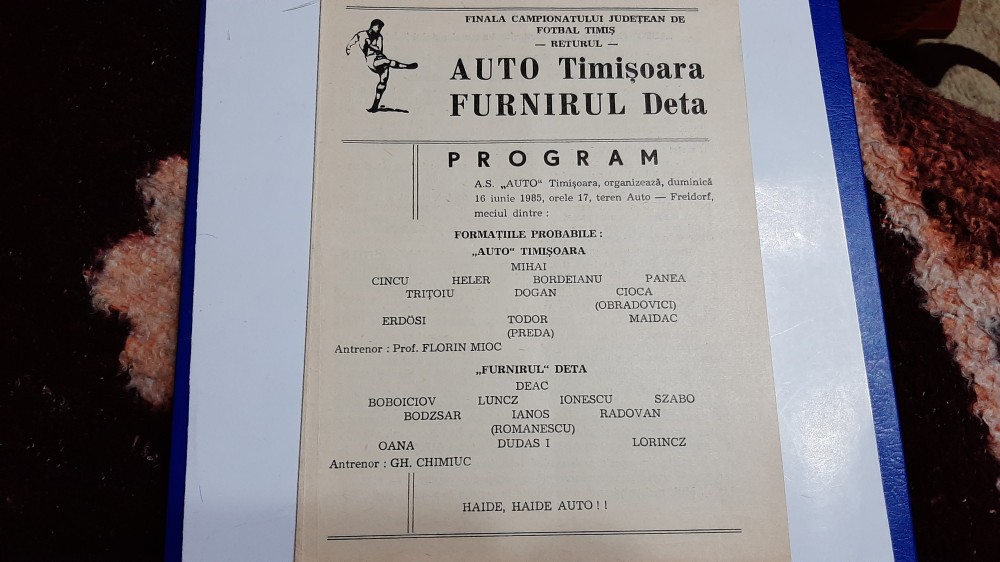 FINALA CAMPIONATULUI JUDEȚEAN DE
FOTBAL TIMIȘ
— RETURUL —
AUTO Timișoara
FURNIRUL Deta
PROGRAM
A.S. „AUTO“ Timișoara, organizează, duminică
16 iunie 1985, orele 17, teren Auto — Freidorf,
meciul dintre :
FORMAȚIILE PROBABILE :
„AUTO“ TIMIȘOARA
MIHAI
CINCU HELER BORDEIANU PANEA
TRIȚOIU DOGAN CIOCA
(OBRADOVICI)
ERDÖSI TODOR MAIDAC
(PREDA)
Antrenor : Prof. FLORIN MIOC
„FURNIRUL“ DETA
DEAC
BOBOICIOV LUNCZ IONESCU SZABO
BODZSAR IANOS RADOVAN
(ROMANESCU)
OANA DUDAS I LORINCZ
Antrenor : GH. CHIMIUC
HAIDE, HAIDE AUTO ! !